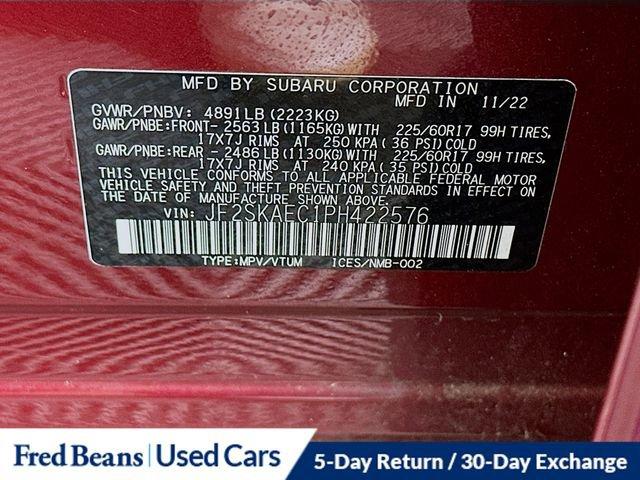 MFD BY SUBARU CORPORATION
MFD IN 11/22
GVWR/PNBV: 4891LB(2223KG)
GAWR/PNBE:FRONT- 2563LB(1165KG)WITH 225/60R17 99H TIRES,
17X7J RIMS AT 250 KPA(36 PSI)COLD
GAWR/PNBE:REAR - 2486LB(1130KG)WITH 225/60R17 99H TIRES,
17X7J RIMS AT 240 KPA(35 PSI)COLD
THIS VEHICLE CONFORMS TO ALL APPLICABLE FEDERAL MOTOR
VEHICLE SAFETY AND THEFT PREVENTION STANDARDS IN EFFECT ON
THE DATE OF MANUFACTURE SHOWN ABOVE.
VIN: JF2SKAEC1PH422576
TYPE:MPV/VTUM ICES/NMB-002
Fred Beans | Used Cars 5-Day Return / 30-Day Exchange